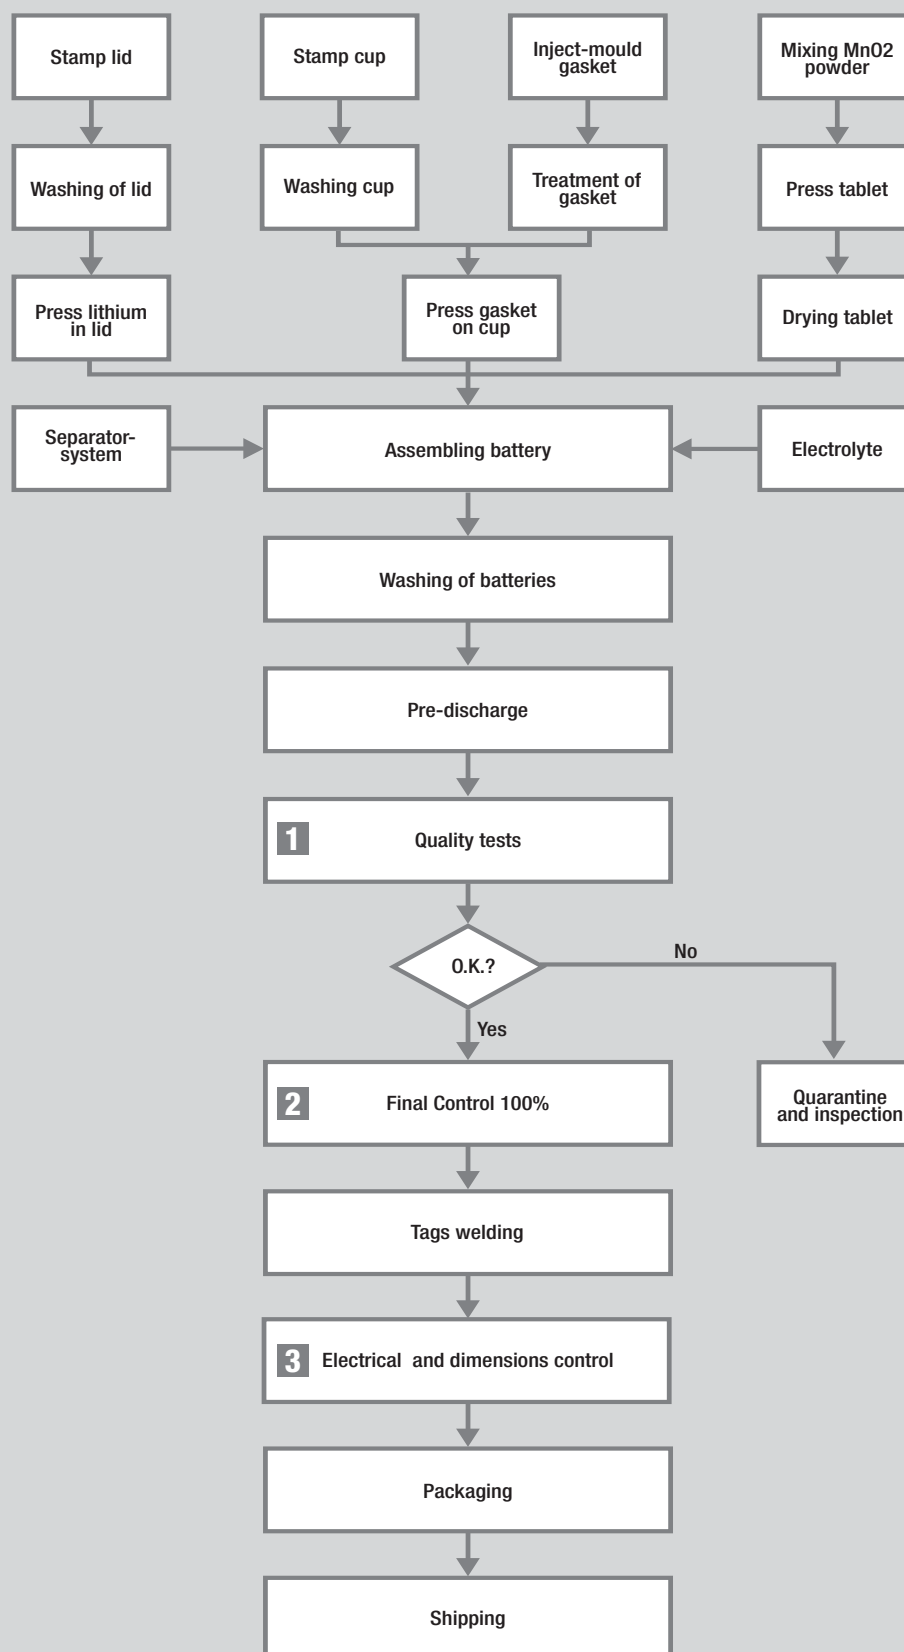 Stamp lid
Stamp cup
Inject-mould
gasket
Mixing MnO2
powder
Washing of lid
Washing cup
Treatment of
gasket
Press tablet
Press lithium
in lid
Press gasket
on cup
Drying tablet
Separator-
system
Assembling battery
Electrolyte
Washing of batteries
Pre-discharge
1 Quality tests
O.K.?
No
Yes
2 Final Control 100%
Quarantine
and inspection
Tags welding
3 Electrical and dimensions control
Packaging
Shipping